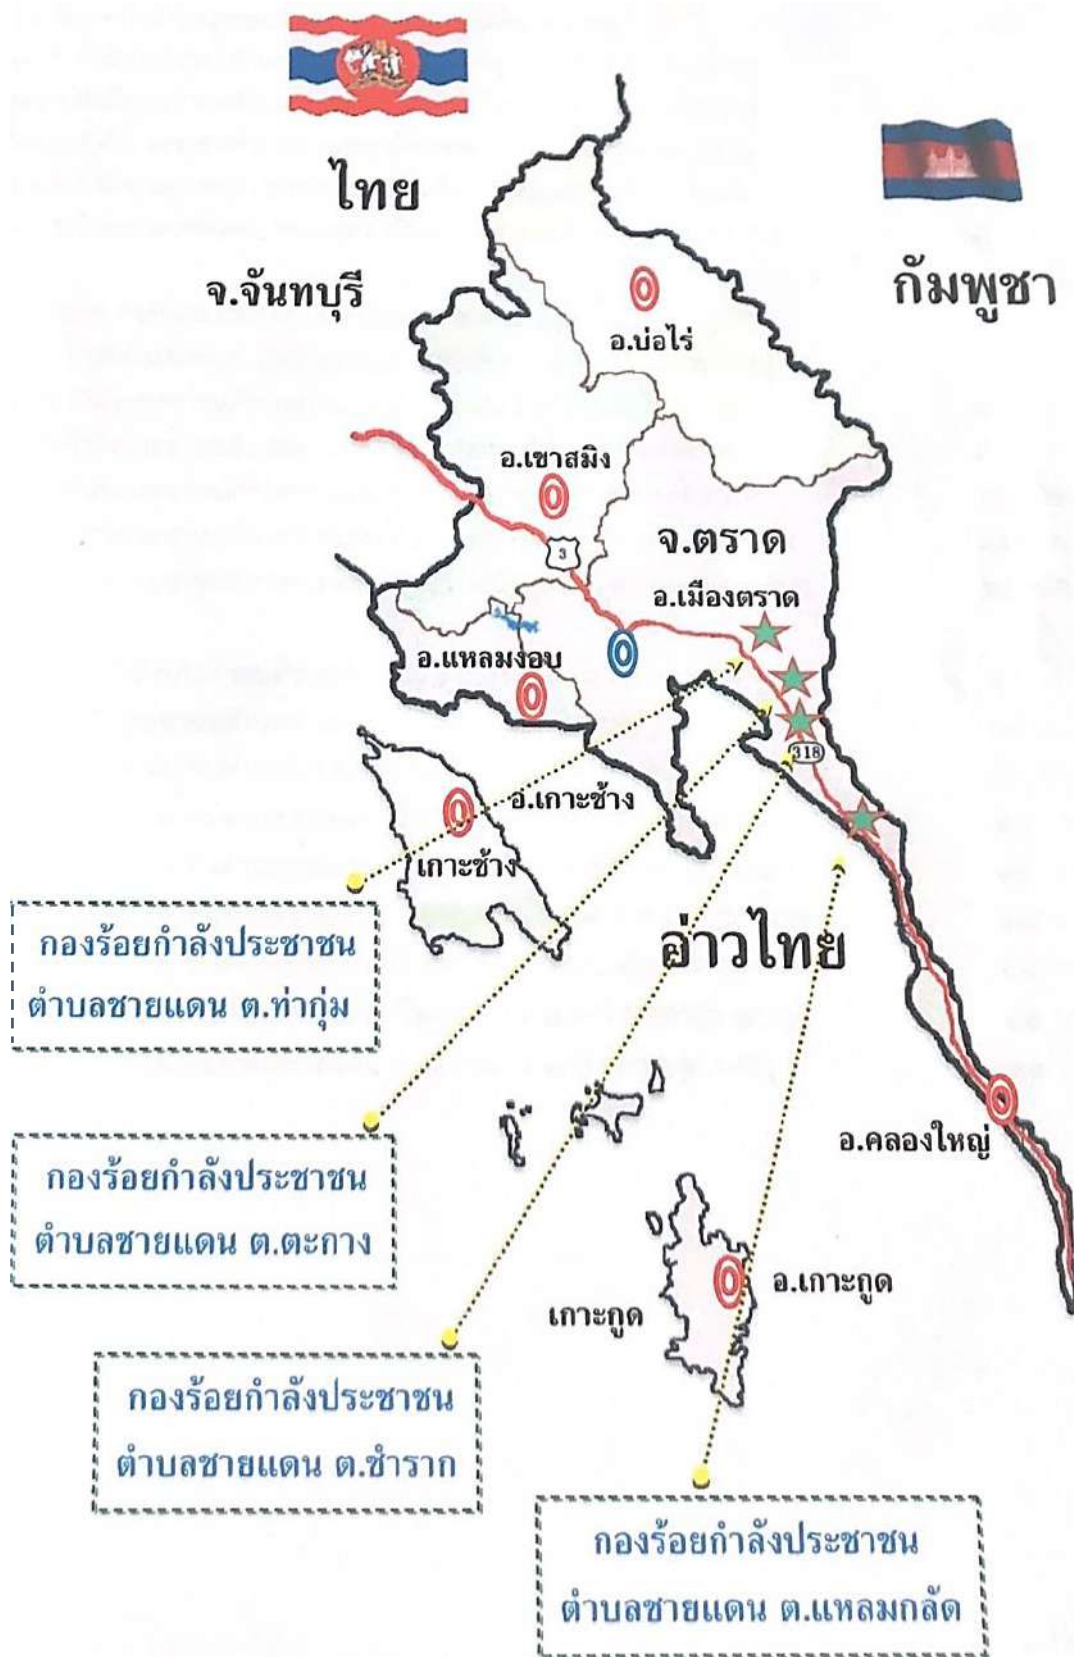 ไทย
จ.จันทบุรี
กัมพูชา
อ.บ่อไร่
อ.เขาสมิง
3
จ.ตราด
อ.เมืองตราด
อ.แหลมงอบ
318
อ.เกาะช้าง
เกาะช้าง
อ่าวไทย
กองร้อยกำลังประชาชน
ตำบลชายแดน ต.ท่ากุ่ม
อ.คลองใหญ่
กองร้อยกำลังประชาชน
ตำบลชายแดน ต.ตะกาง
อ.เกาะกูด
เกาะกูด
กองร้อยกำลังประชาชน
ตำบลชายแดน ต.ชำราก
กองร้อยกำลังประชาชน
ตำบลชายแดน ต.แหลมกลัด